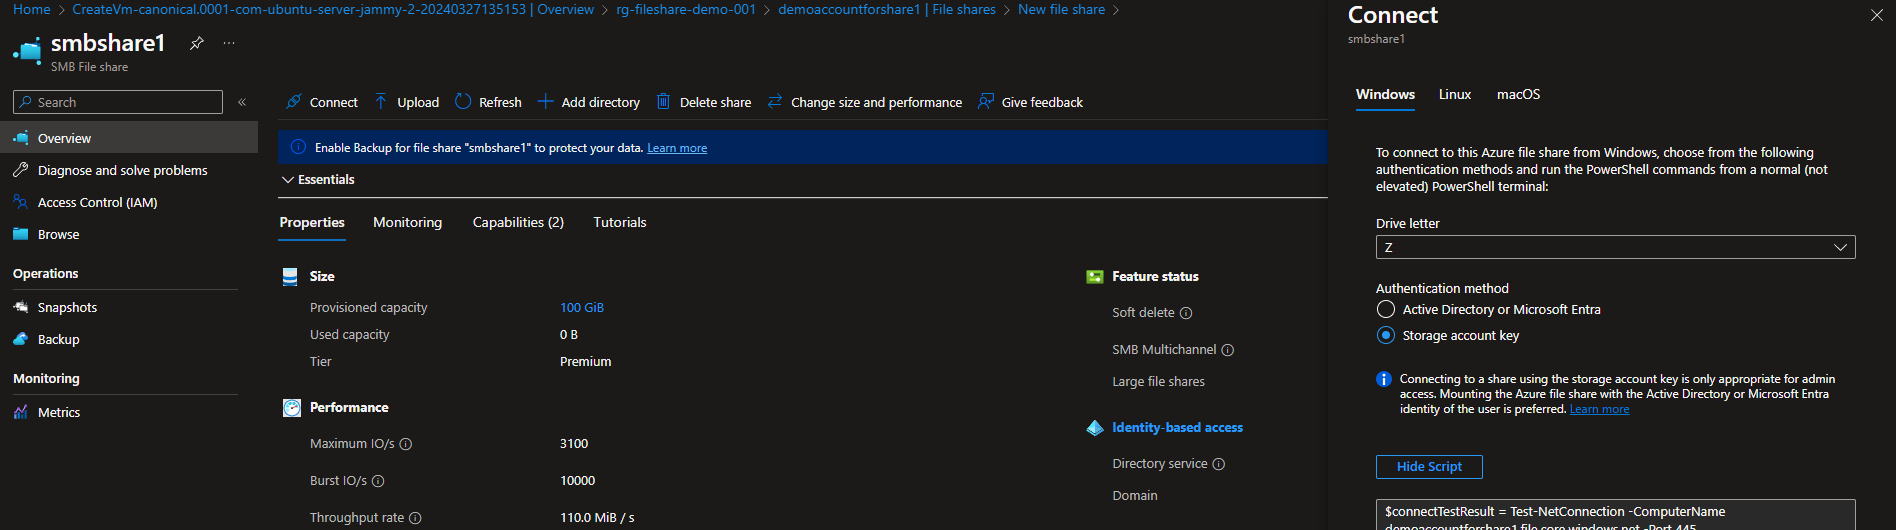 Home > CreateVm-canonical.0001-com-ubuntu-server-jammy-2-20240327135153 | Overview > rg-fileshare-demo-001 > demoaccountforshare1 | File shares > New file share >
smbshare1
SMB File share
Search
Overview
Diagnose and solve problems
Access Control (IAM)
Browse
Operations
Snapshots
Backup
Monitoring
Metrics
Connect Upload Refresh Add directory Delete share Change size and performance Give feedback
Enable Backup for file share "smbshare1" to protect your data. Learn more
Essentials
Properties Monitoring Capabilities (2) Tutorials
Size
Provisioned capacity 100 GiB
Used capacity 0 B
Tier Premium
Performance
Maximum IO/s 3100
Burst IO/s 10000
Throughput rate 110.0 MiB / s
Feature status
Soft delete
SMB Multichannel
Large file shares
Identity-based access
Directory service
Domain
Connect
smbshare1
Windows Linux macOS
To connect to this Azure file share from Windows, choose from the following
authentication methods and run the PowerShell commands from a normal (not
elevated) PowerShell terminal:
Drive letter
Z
Authentication method
Active Directory or Microsoft Entra
Storage account key
Connecting to a share using the storage account key is only appropriate for admin
access. Mounting the Azure file share with the Active Directory or Microsoft Entra
identity of the user is preferred. Learn more
Hide Script
$connectTestResult = Test-NetConnection -ComputerName
demoaccountforshare1.file.core.windows.net -Port 445